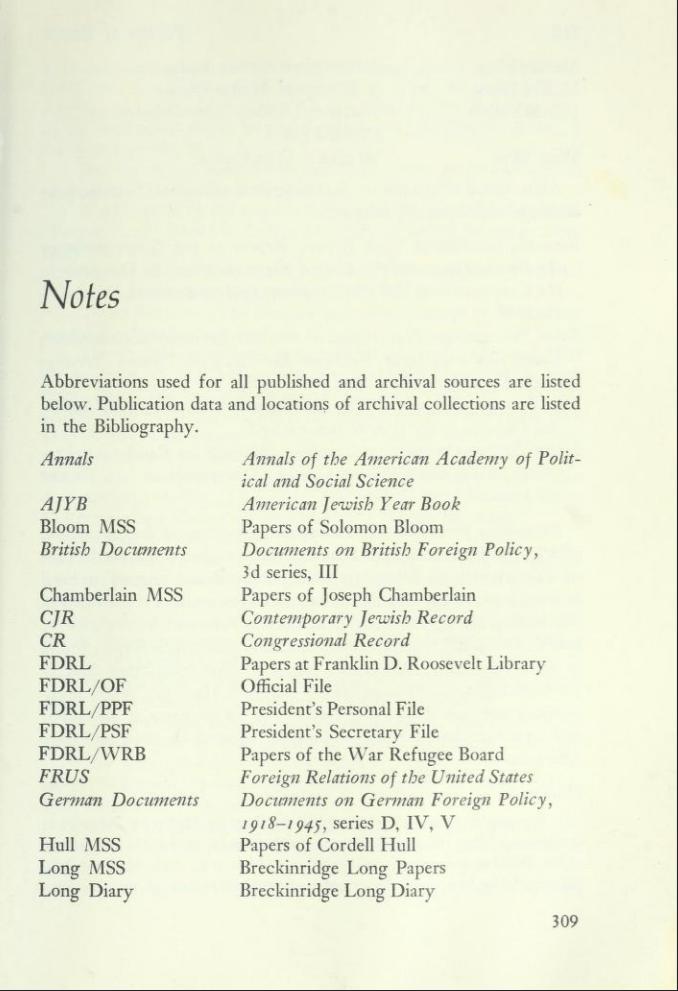 Notes
Abbreviations used for all published and archival sources are listed
below. Publication data and locations of archival collections are listed
in the Bibliography.
Annals Annals of the American Academy of Polit-
ical and Social Science
AJYB American Jewish Year Book
Bloom MSS Papers of Solomon Bloom
British Documents Documents on British Foreign Policy,
3d series, III
Chamberlain MSS Papers of Joseph Chamberlain
CJR Contemporary Jewish Record
CR Congressional Record
FDRL Papers at Franklin D. Roosevelt Library
FDRL/OF Official File
FDRL/PPF President's Personal File
FDRL/PSF President's Secretary File
FDRL/WRB Papers of the War Refugee Board
FRUS Foreign Relations of the United States
German Documents Documents on German Foreign Policy,
1918–1945, series D, IV, V
Hull MSS Papers of Cordell Hull
Long MSS Breckinridge Long Papers
Long Diary Breckinridge Long Diary
309